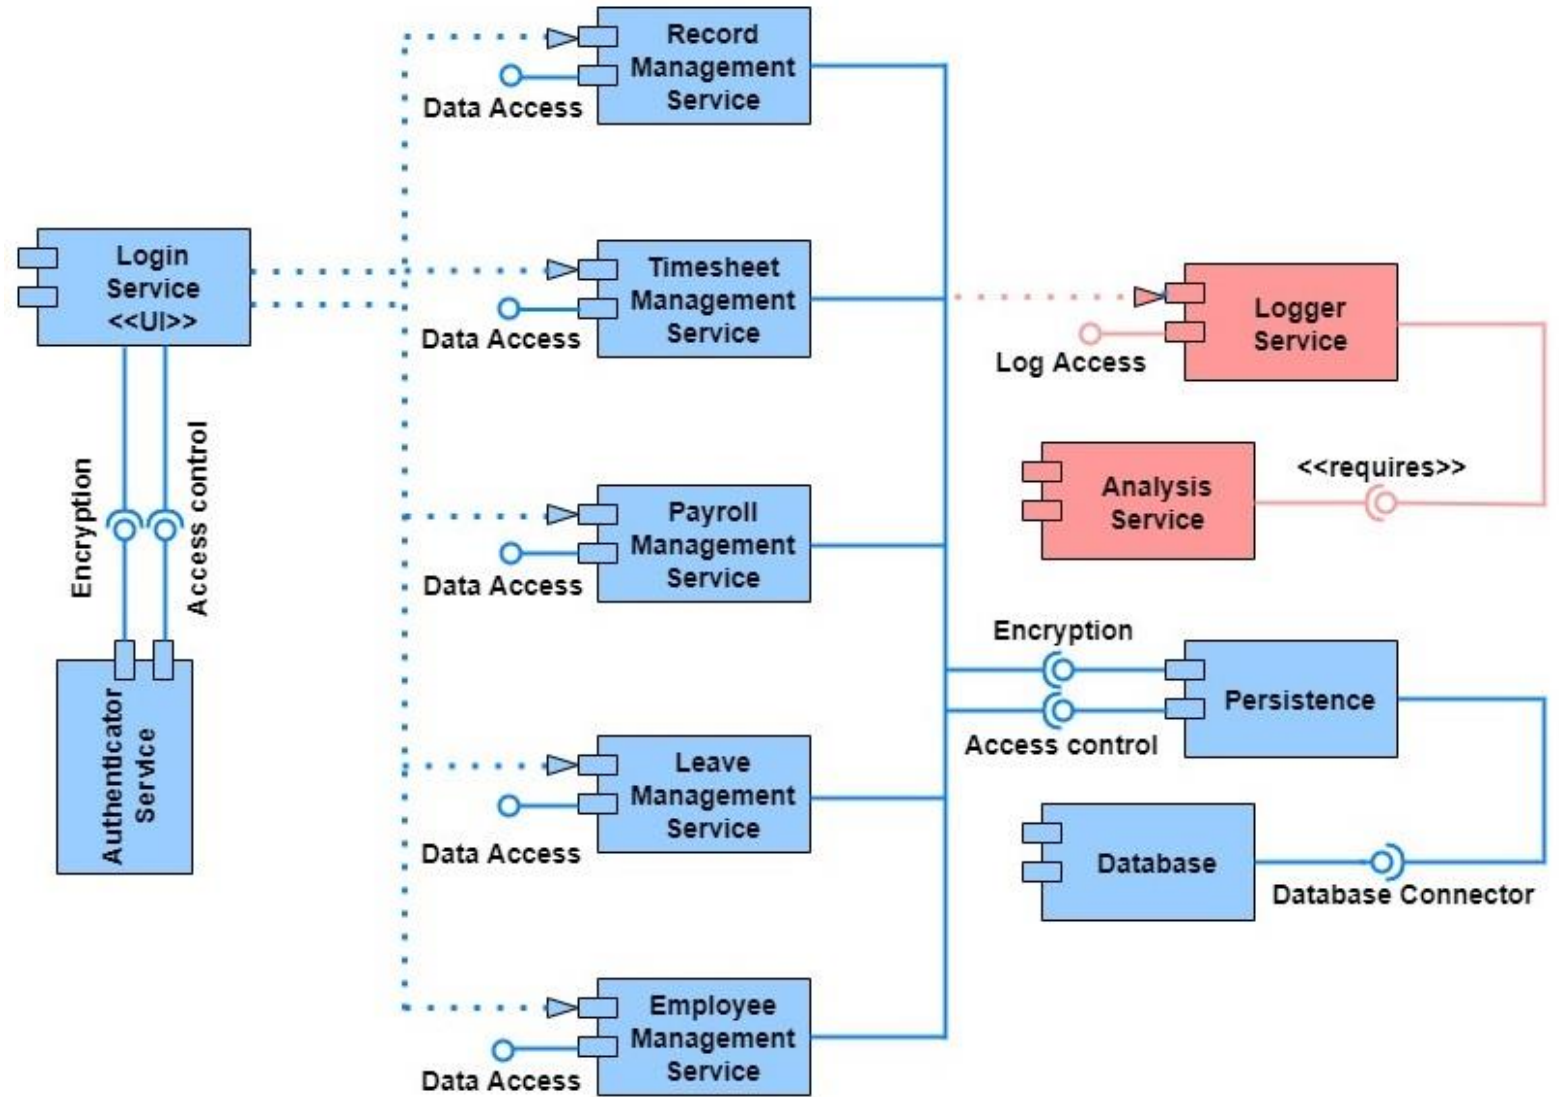 Record
Management
Service
Data Access
Login
Service
<<UI>>
Timesheet
Management
Service
Data Access
Logger
Service
Log Access
Encryption
Access control
Payroll
Management
Service
Data Access
Analysis
Service
<<requires>>
Authenticator
Service
Encryption
Access control
Persistence
Leave
Management
Service
Data Access
Database
Database Connector
Employee
Management
Service
Data Access